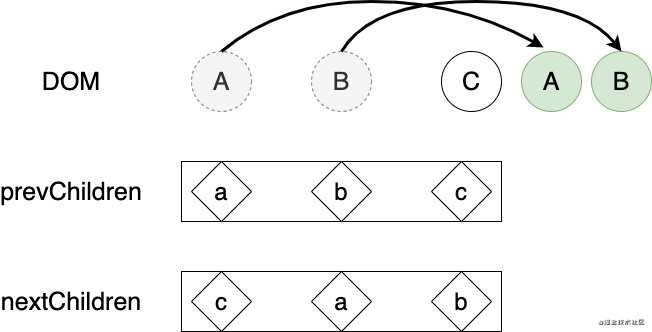 DOM A B C A B
prevChildren a b c
nextChildren c a b
@稀土掘金技术社区